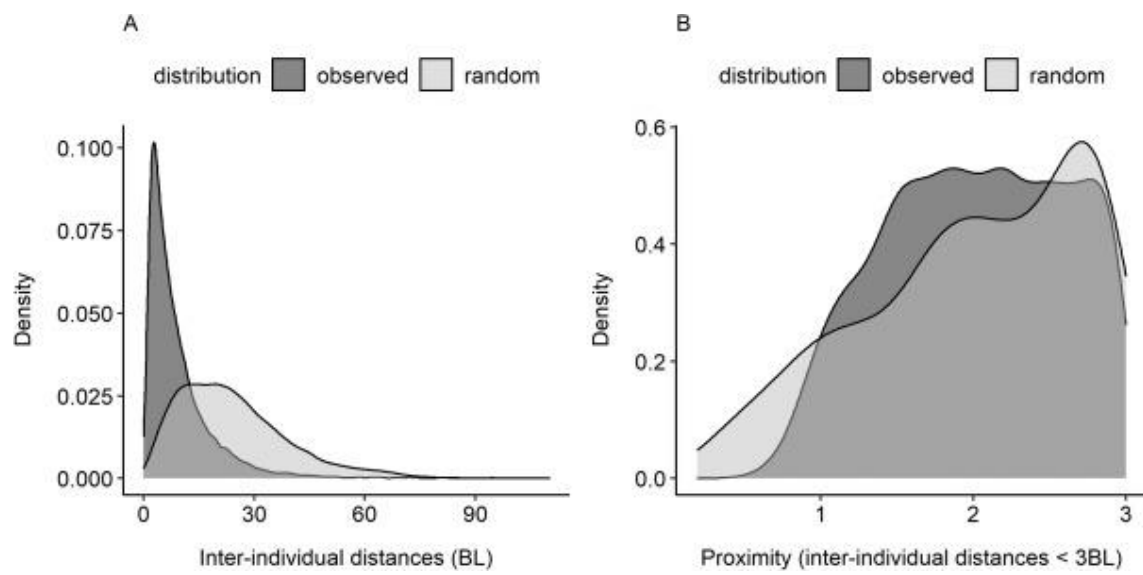 A
distribution observed random
Density
0.100
0.075
0.050
0.025
0.000
0 30 60 90
Inter-individual distances (BL)
B
distribution observed random
Density
0.6
0.4
0.2
0.0
1 2 3
Proximity (inter-individual distances < 3BL)